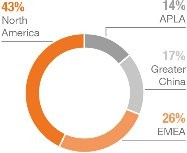 43%
North
America
14%
APLA
17%
Greater
China
26%
EMEA